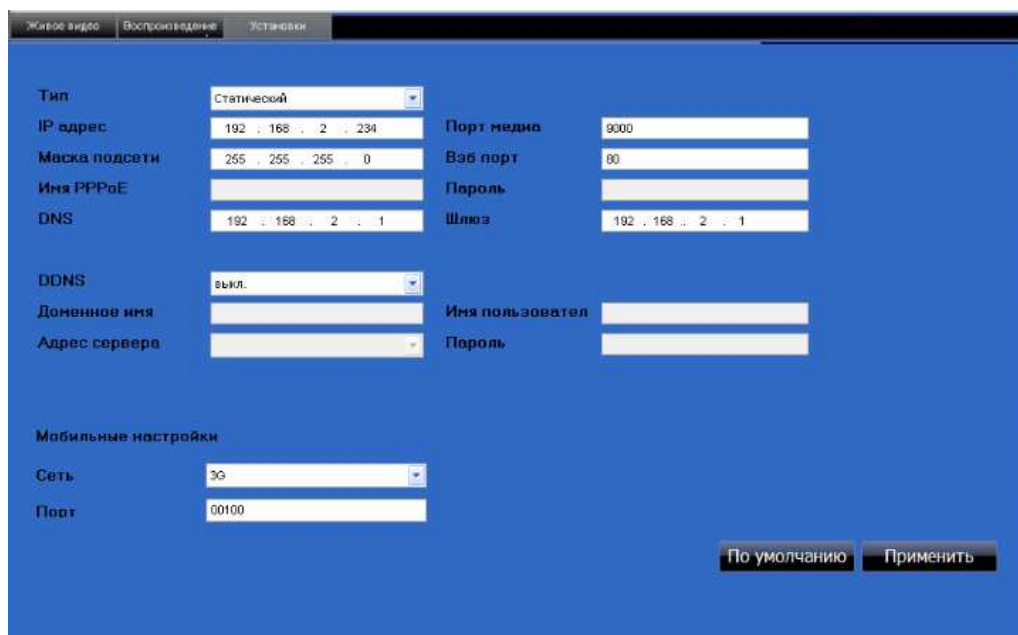 Живое видео Воспроизведение Установки
Тип Статический
IP адрес 192 . 168 . 2 . 234 Порт медиа 9000
Маска подсети 255 . 255 . 255 . 0 Вэб порт 80
Имя PPPoE Пароль
DNS 192 . 168 . 2 . 1 Шлюз 192 . 168 . 2 . 1
DDNS выкл.
Доменное имя Имя пользовател
Адрес сервера Пароль
Мобильные настройки
Сеть 3G
Порт 00100
По умолчанию Применить